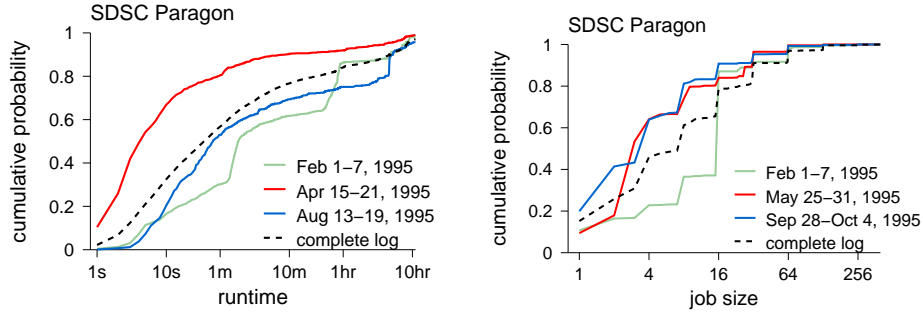 SDSC Paragon
cumulative probability
1
0.8
0.6
0.4
0.2
0
1s
10s
1m
10m
1hr
10hr
runtime
Feb 1–7, 1995
Apr 15–21, 1995
Aug 13–19, 1995
complete log
SDSC Paragon
cumulative probability
1
0.8
0.6
0.4
0.2
0
1
4
16
64
256
job size
Feb 1–7, 1995
May 25–31, 1995
Sep 28–Oct 4, 1995
complete log